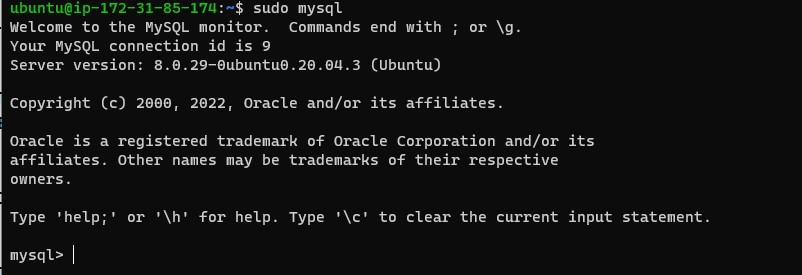 ubuntu@ip-172-31-85-174:~$ sudo mysql
Welcome to the MySQL monitor.  Commands end with ; or \g.
Your MySQL connection id is 9
Server version: 8.0.29-0ubuntu0.20.04.3 (Ubuntu)
Copyright (c) 2000, 2022, Oracle and/or its affiliates.
Oracle is a registered trademark of Oracle Corporation and/or its
affiliates. Other names may be trademarks of their respective
owners.
Type 'help;' or '\h' for help. Type '\c' to clear the current input statement.
mysql>